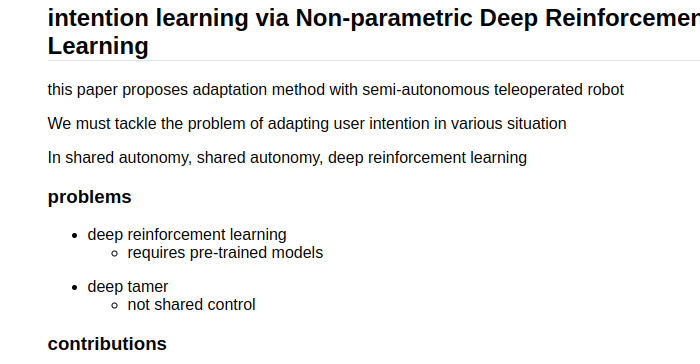 intention learning via Non-parametric Deep Reinforcemen
Learning
this paper proposes adaptation method with semi-autonomous teleoperated robot
We must tackle the problem of adapting user intention in various situation
In shared autonomy, shared autonomy, deep reinforcement learning
problems
deep reinforcement learning
requires pre-trained models
deep tamer
not shared control
contributions